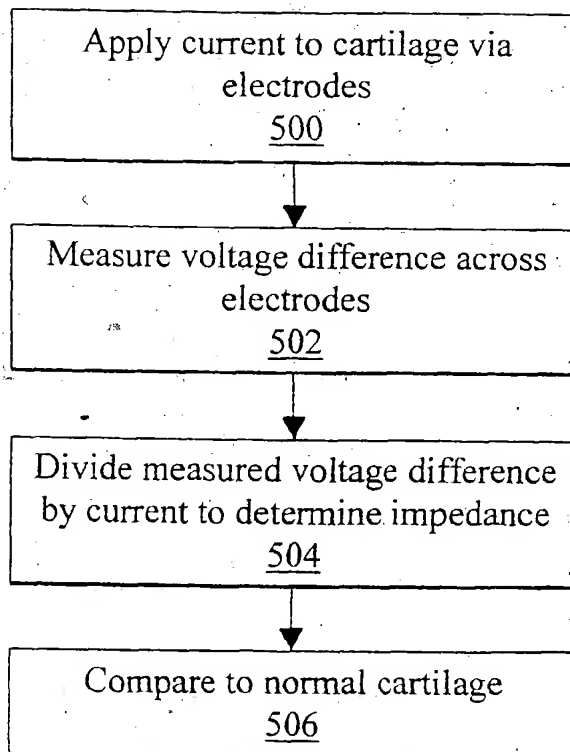 Apply current to cartilage via
electrodes
500
Measure voltage difference across
electrodes
502
Divide measured voltage difference
by current to determine impedance
504
Compare to normal cartilage
506